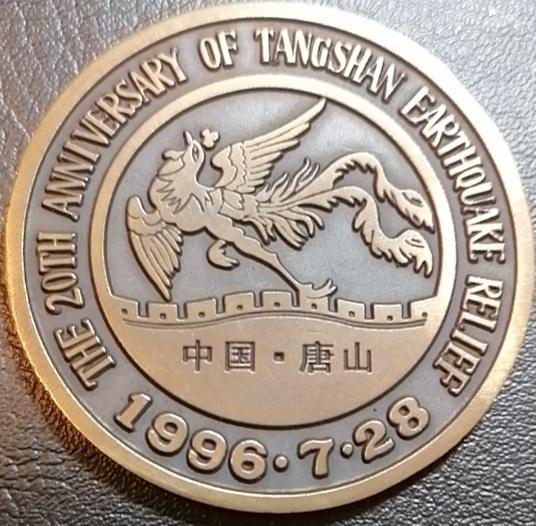 THE 20TH ANNIVERSARY OF TANGSHAN EARTHQUAKE RELIEF
中国·唐山
1996·7·28